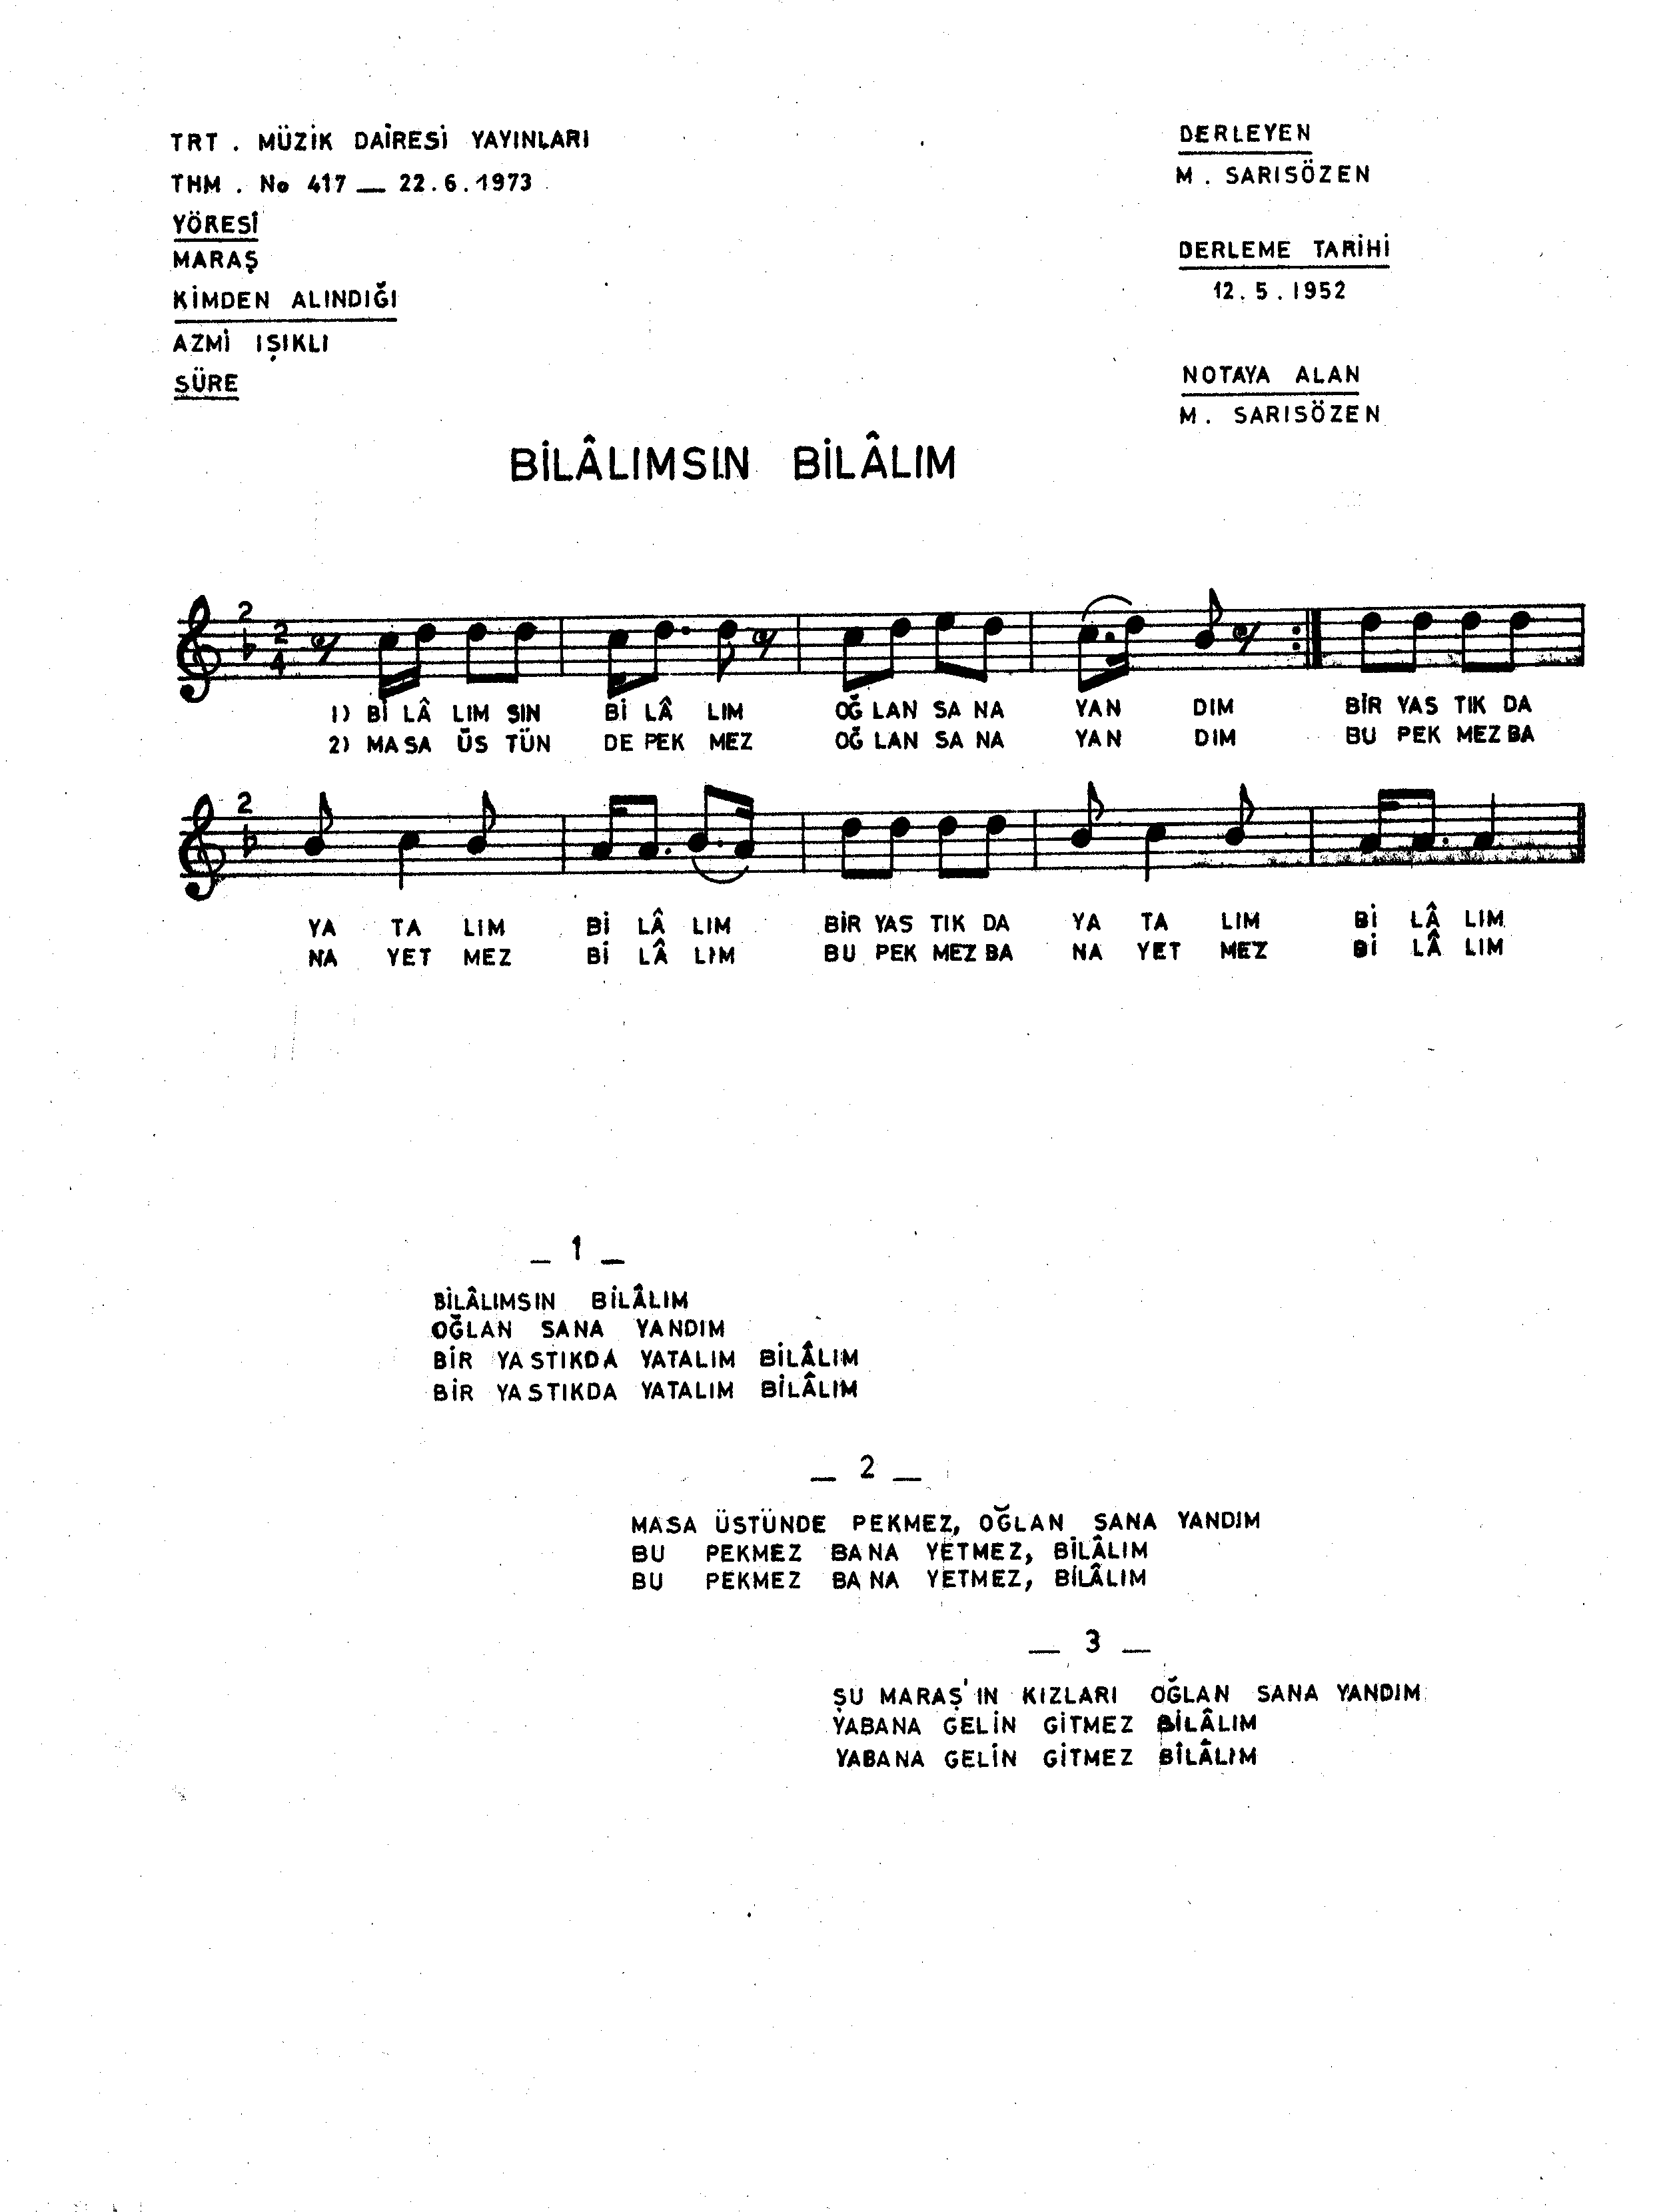 TRT . MÜZİK DAİRESİ YAYINLARI
THM . No 417 — 22.6.1973
YÖRESİ
MARAŞ
KİMDEN ALINDIĞI
AZMİ IŞIKLI
SÜRE
DERLEYEN
M . SARISÖZEN
DERLEME TARİHİ
12.5.1952
NOTAYA ALAN
M. SARISÖZEN
BİLÂLIMSIN BİLÂLIM
2
2
4
1) Bİ LÂ LIM SIN Bİ LÂ LIM OĞ LAN SA NA YAN DIM BİR YAS TIK DA
2) MA SA ÜS TÜN DE PEK MEZ OĞ LAN SA NA YAN DIM BU PEK MEZ BA
2
YA TA LIM Bİ LÂ LIM BİR YAS TIK DA YA TA LIM Bİ LÂ LIM
NA YET MEZ Bİ LÂ LIM BU PEK MEZ BA NA YET MEZ Bİ LÂ LIM
_ 1 _
BİLÂLIMSIN BİLÂLIM
OĞLAN SANA YANDIM
BİR YASTIKDA YATALIM BİLÂLIM
BİR YASTIKDA YATALIM BİLÂLIM
_ 2 _
MASA ÜSTÜNDE PEKMEZ, OĞLAN SANA YANDIM
BU PEKMEZ BANA YETMEZ, BİLÂLIM
BU PEKMEZ BANA YETMEZ, BİLÂLIM
_ 3 _
ŞU MARAŞ'IN KIZLARI OĞLAN SANA YANDIM
YABANA GELİN GİTMEZ BİLÂLIM
YABANA GELİN GİTMEZ BİLÂLIM